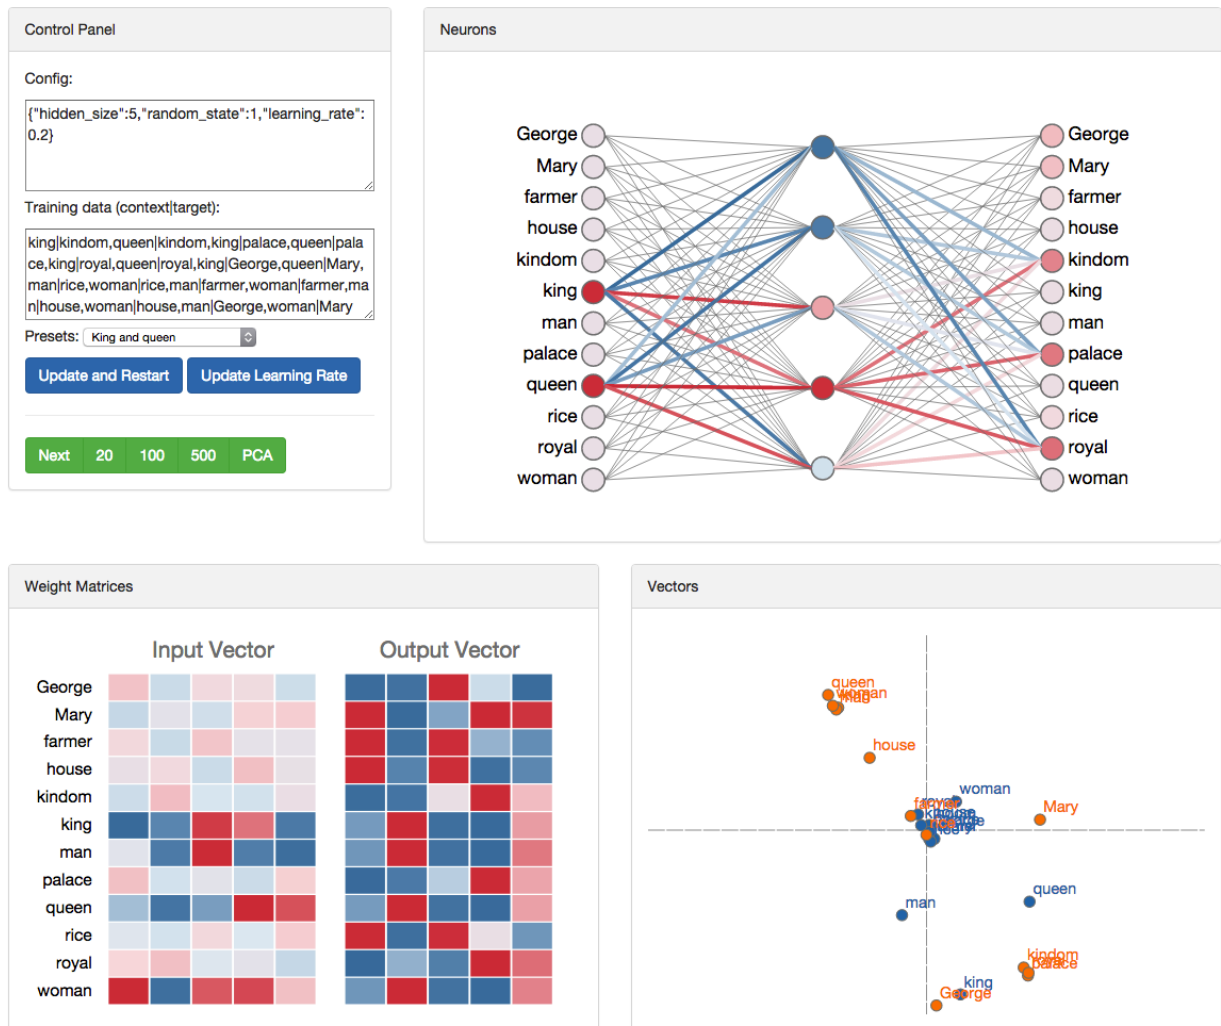 Control Panel
Config:
{"hidden_size":5,"random_state":1,"learning_rate":
0.2}
Training data (context|target):
king|kindom,queen|kindom,king|palace,queen|pala
ce,king|royal,queen|royal,king|George,queen|Mary,
man|rice,woman|rice,man|farmer,woman|farmer,ma
n|house,woman|house,man|George,woman|Mary
Presets: King and queen
Update and Restart Update Learning Rate
Next 20 100 500 PCA
Neurons
George George
Mary Mary
farmer farmer
house house
kindom kindom
king king
man man
palace palace
queen queen
rice rice
royal royal
woman woman
Weight Matrices
Input Vector Output Vector
George
Mary
farmer
house
kindom
king
man
palace
queen
rice
royal
woman
Vectors
queen
woman
man
house
woman
farmer
Mary
rice
queen
man
kindom
palace
king
George